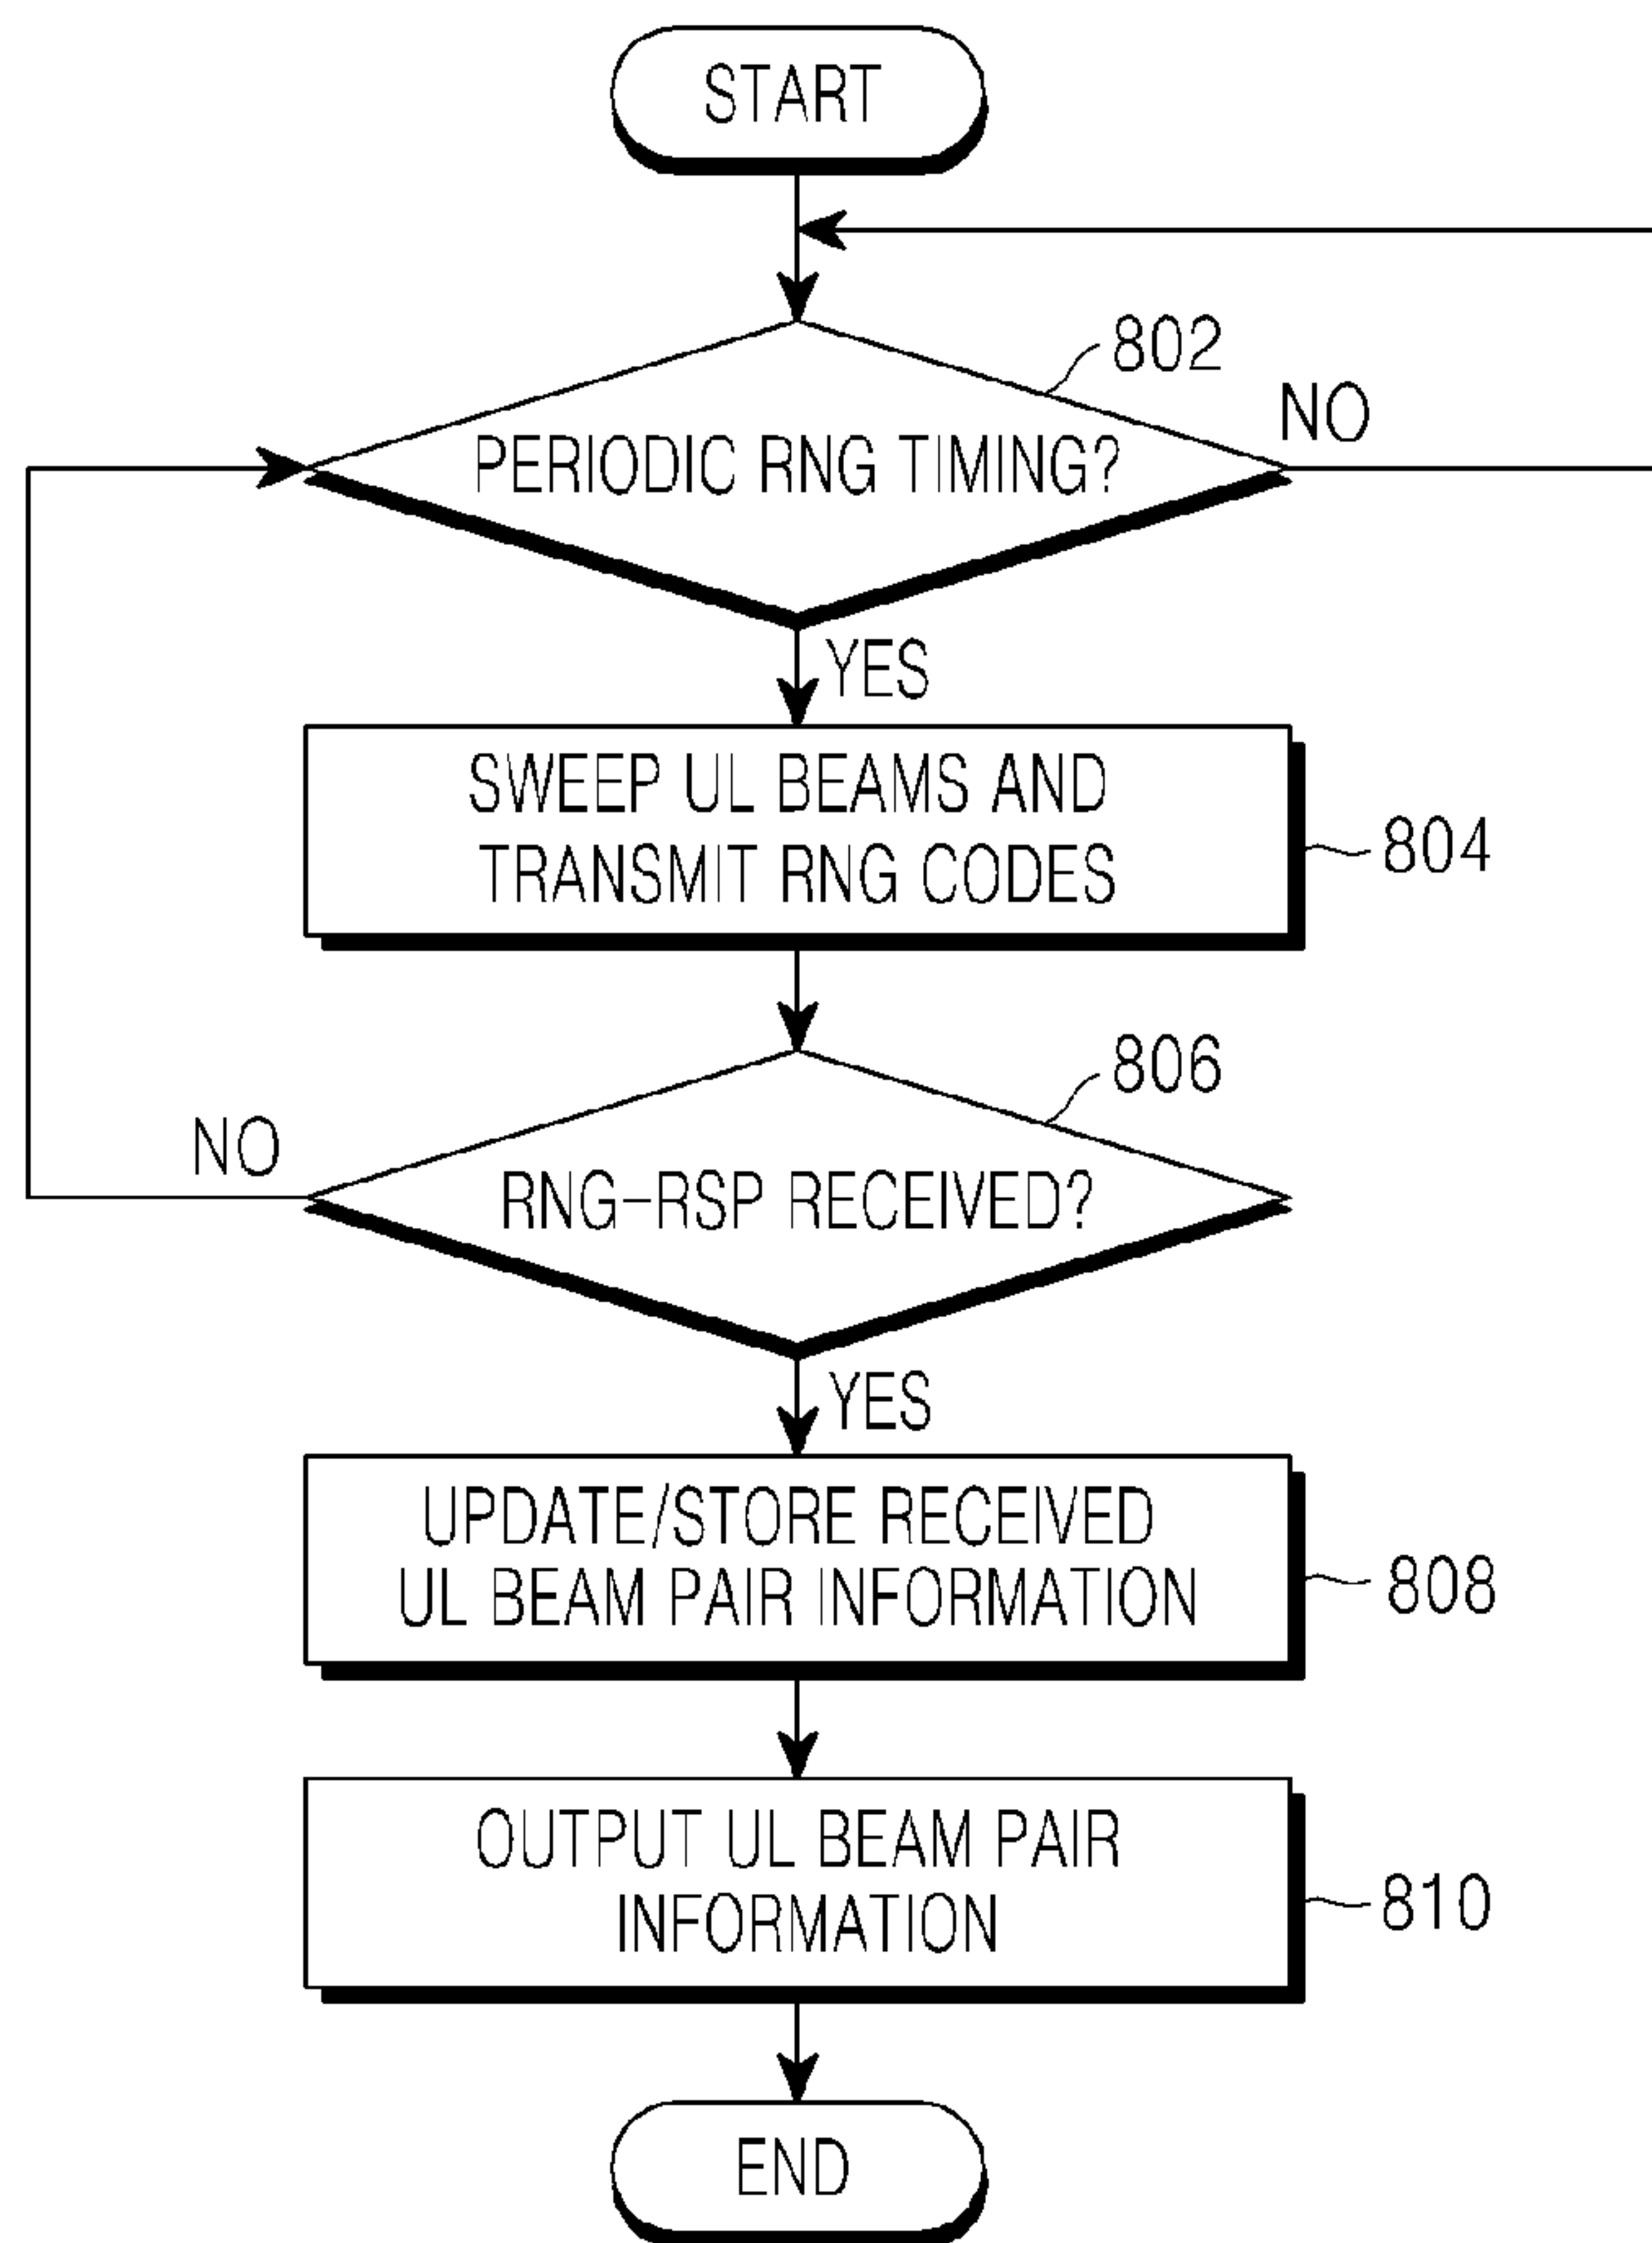 START
802
NO
PERIODIC RNG TIMING?
YES
SWEEP UL BEAMS AND
TRANSMIT RNG CODES
804
806
NO
RNG-RSP RECEIVED?
YES
UPDATE/STORE RECEIVED
UL BEAM PAIR INFORMATION
808
OUTPUT UL BEAM PAIR
INFORMATION
810
END